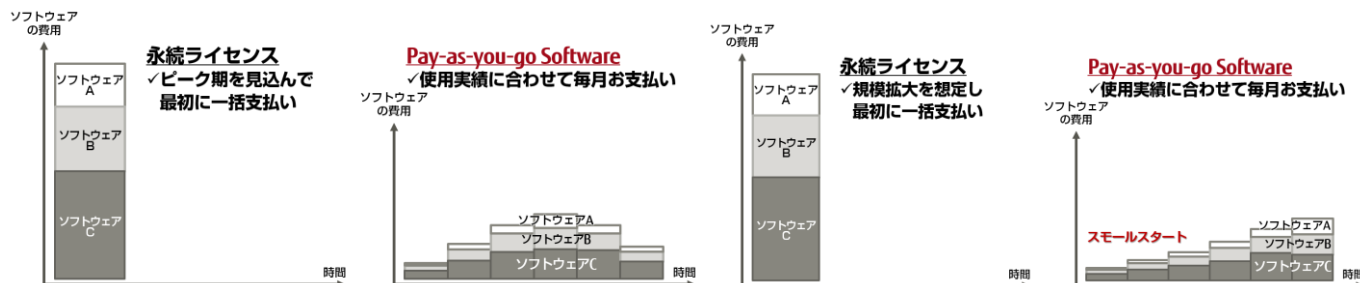 ソフトウェア
の費用
永続ライセンス
✓ピーク期を見込んで
最初に一括支払い
ソフトウェア
A
ソフトウェア
B
ソフトウェア
C
時間
Pay-as-you-go Software
✓使用実績に合わせて毎月お支払い
ソフトウェア
の費用
ソフトウェアA
ソフトウェアB
ソフトウェアC
時間
ソフトウェア
の費用
永続ライセンス
✓規模拡大を想定し
最初に一括支払い
ソフトウェア
A
ソフトウェア
B
ソフトウェア
C
時間
Pay-as-you-go Software
✓使用実績に合わせて毎月お支払い
ソフトウェア
の費用
スモールスタート
ソフトウェアA
ソフトウェアB
ソフトウェアC
時間